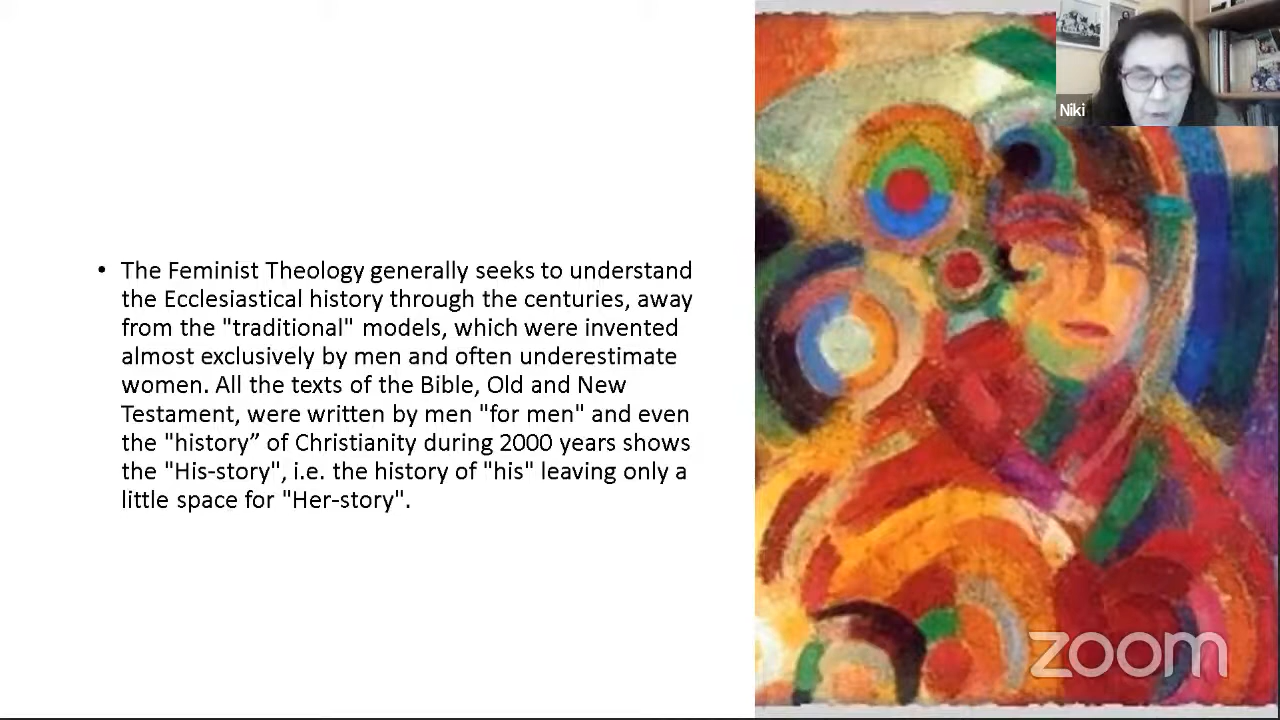 Niki
• The Feminist Theology generally seeks to understand
the Ecclesiastical history through the centuries, away
from the "traditional" models, which were invented
almost exclusively by men and often underestimate
women. All the texts of the Bible, Old and New
Testament, were written by men "for men" and even
the "history” of Christianity during 2000 years shows
the "His-story", i.e. the history of "his" leaving only a
little space for "Her-story".
zoom